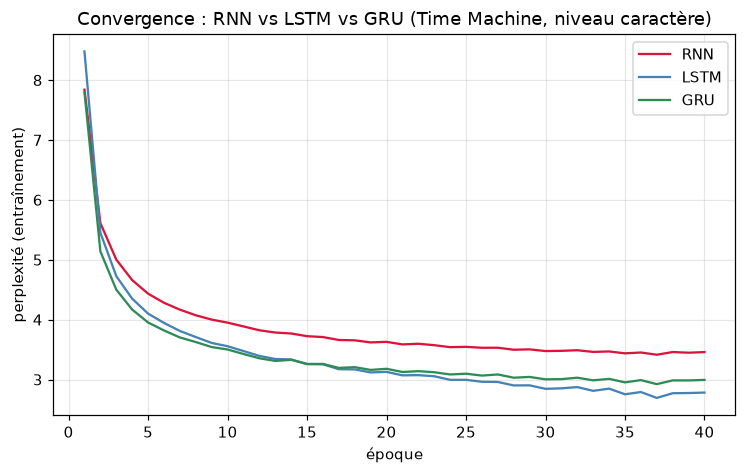 Convergence : RNN vs LSTM vs GRU (Time Machine, niveau caractère)
perplexité (entraînement)
8
7
6
5
4
3
RNN
LSTM
GRU
0 5 10 15 20 25 30 35 40
époque